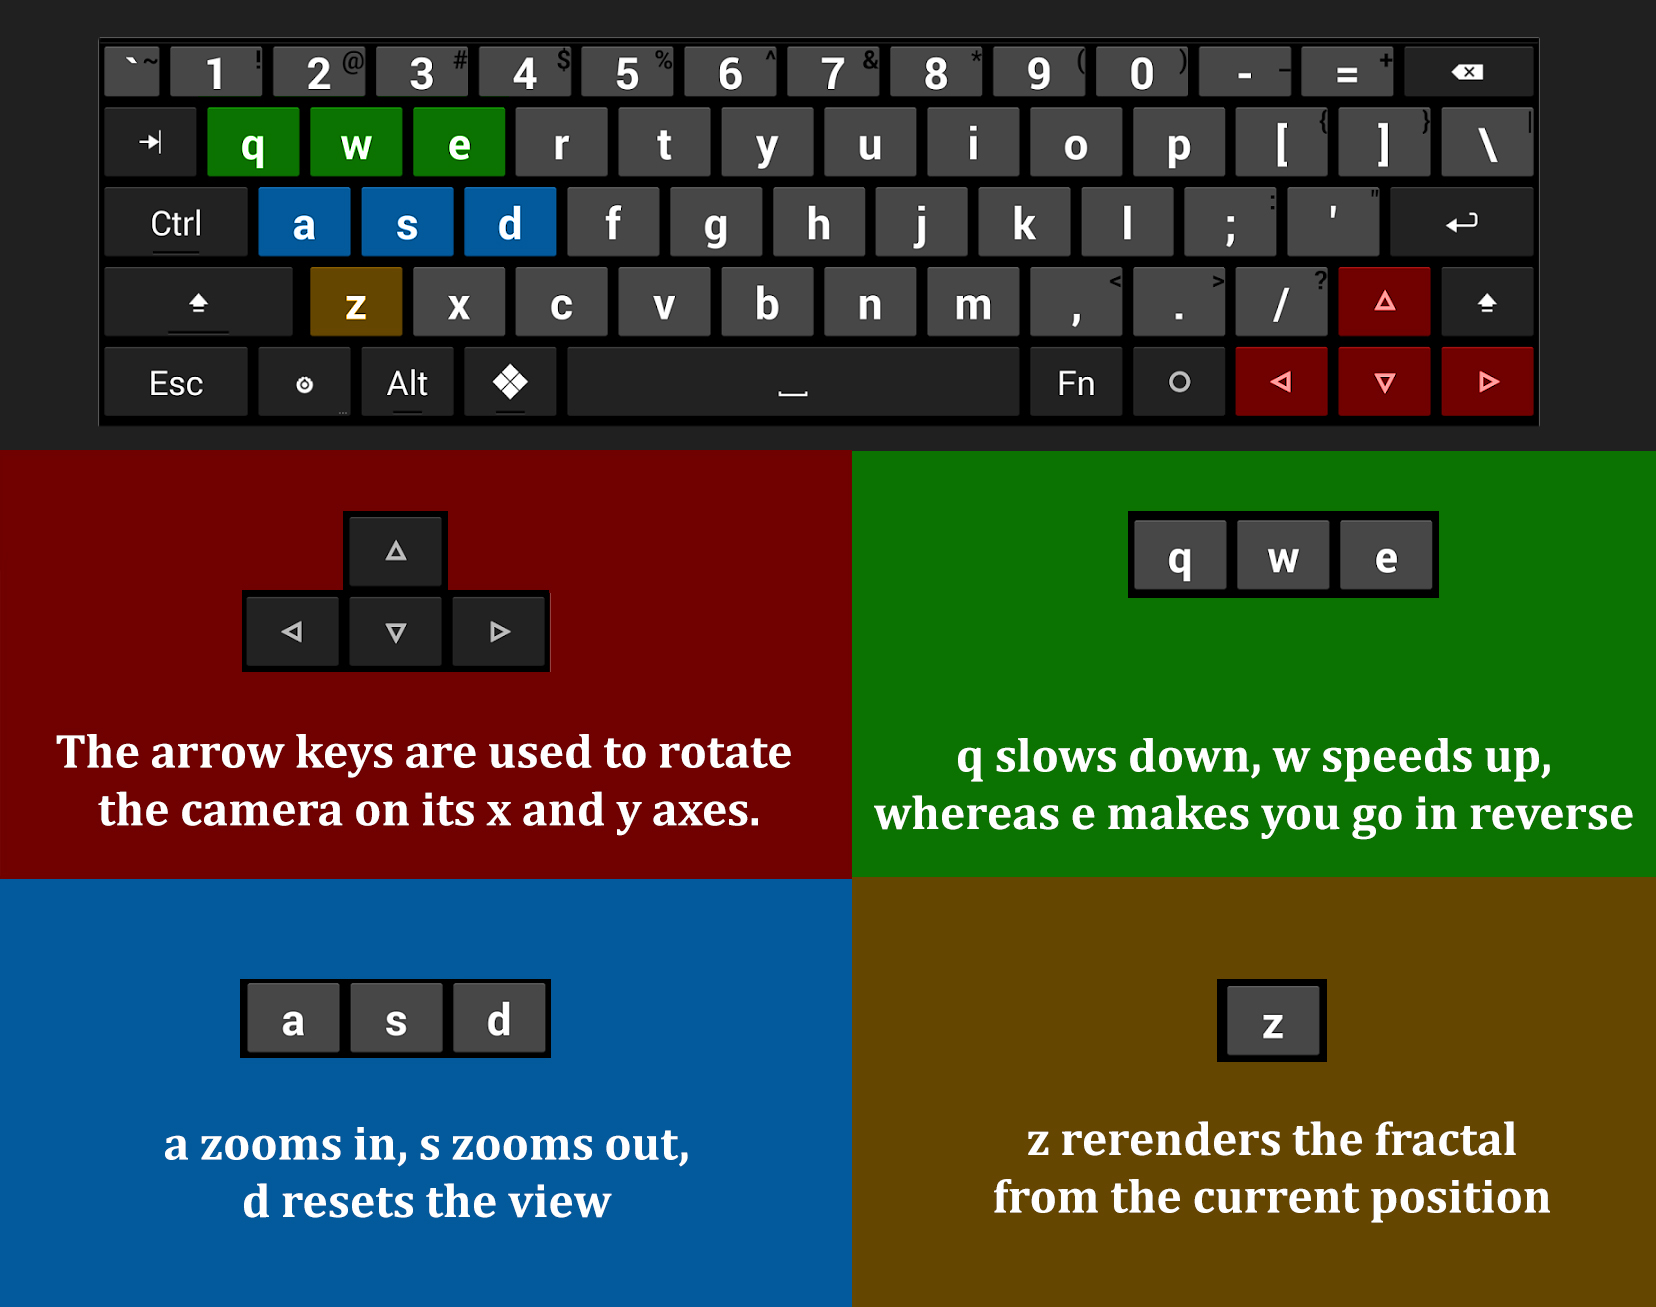 ` ~ 1 ! 2 @ 3 # 4 $ 5 % 6 ^ 7 & 8 * 9 ( 0 ) - _ = +
q w e r t y u i o p [ { ] } \ |
Ctrl a s d f g h j k l ; : ' "
z x c v b n m , < . > / ?
Esc ... Alt Fn
q w e
The arrow keys are used to rotate
the camera on its x and y axes.
q slows down, w speeds up,
whereas e makes you go in reverse
a s d
z
a zooms in, s zooms out,
d resets the view
z rerenders the fractal
from the current position